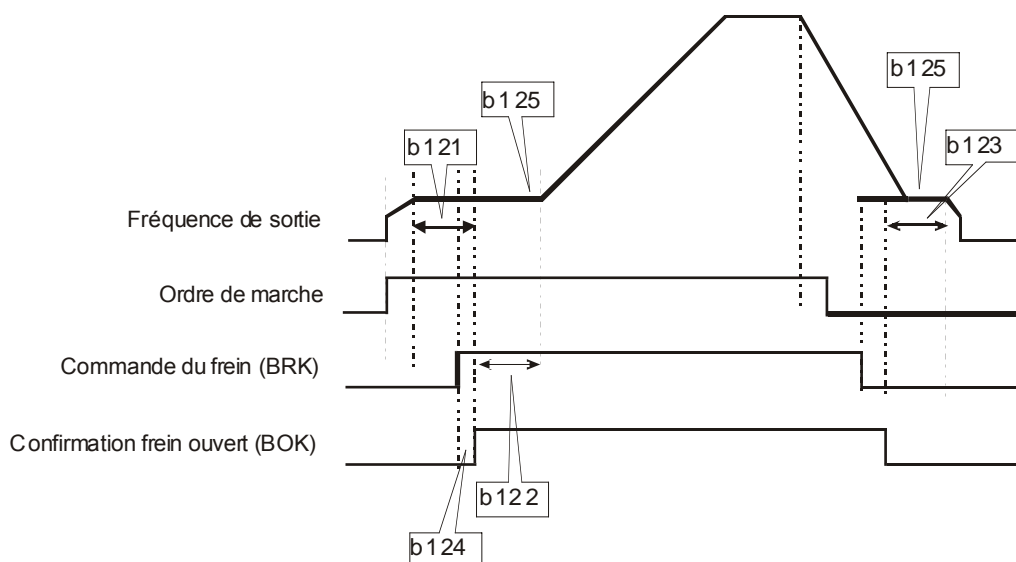 b125
b125
b121
b123
Fréquence de sortie
Ordre de marche
Commande du frein (BRK)
Confirmation frein ouvert (BOK)
b122
b124